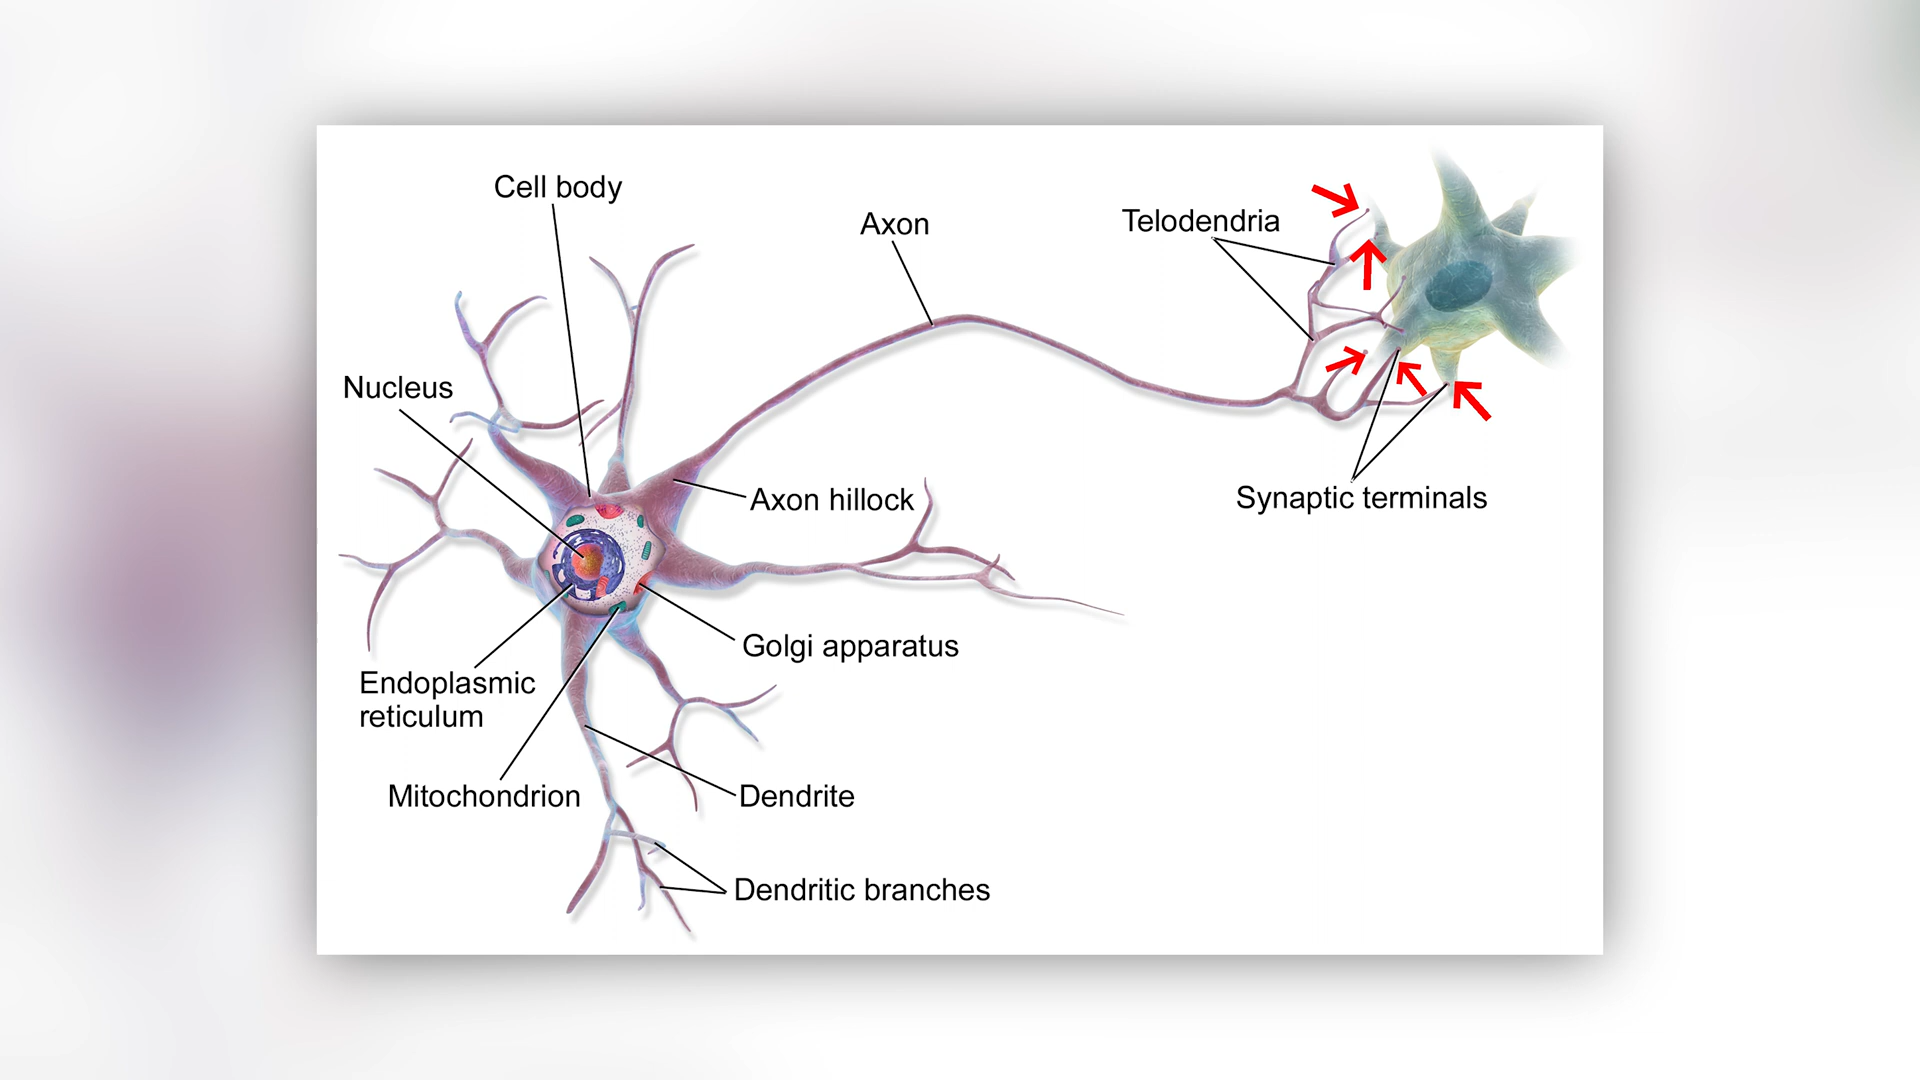 Cell body
Axon
Telodendria
Nucleus
Axon hillock
Synaptic terminals
Golgi apparatus
Endoplasmic
reticulum
Mitochondrion
Dendrite
Dendritic branches